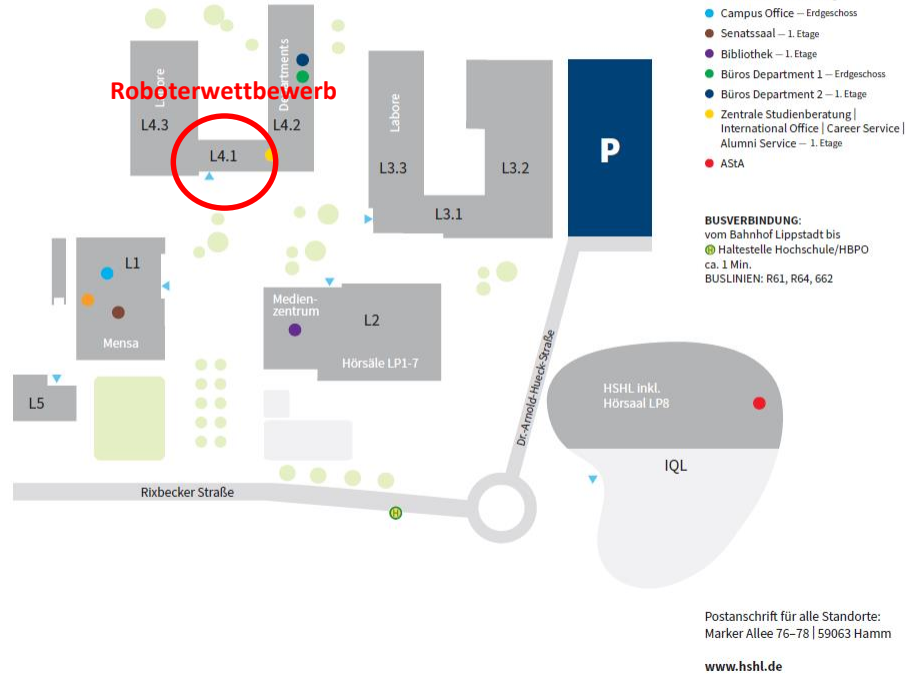 Campus Office – Erdgeschoss
Senatssaal – 1. Etage
Bibliothek – 1. Etage
Büros Department 1 – Erdgeschoss
Büros Department 2 – 1. Etage
Zentrale Studienberatung |
International Office | Career Service |
Alumni Service – 1. Etage
AStA
BUSVERBINDUNG:
vom Bahnhof Lippstadt bis
H Haltestelle Hochschule/HBPO
ca. 1 Min.
BUSLINIEN: R61, R64, 662
Labore
Departments
Roboterwettbewerb
L4.3
L4.2
L4.1
Labore
L3.3
L3.2
L3.1
P
L1
Mensa
Medien-
zentrum
L2
Hörsäle LP1-7
L5
Dr.-Arnold-Hueck-Straße
HSHL inkl.
Hörsaal LP8
IQL
Rixbecker Straße
H
Postanschrift für alle Standorte:
Marker Allee 76–78 | 59063 Hamm
www.hshl.de